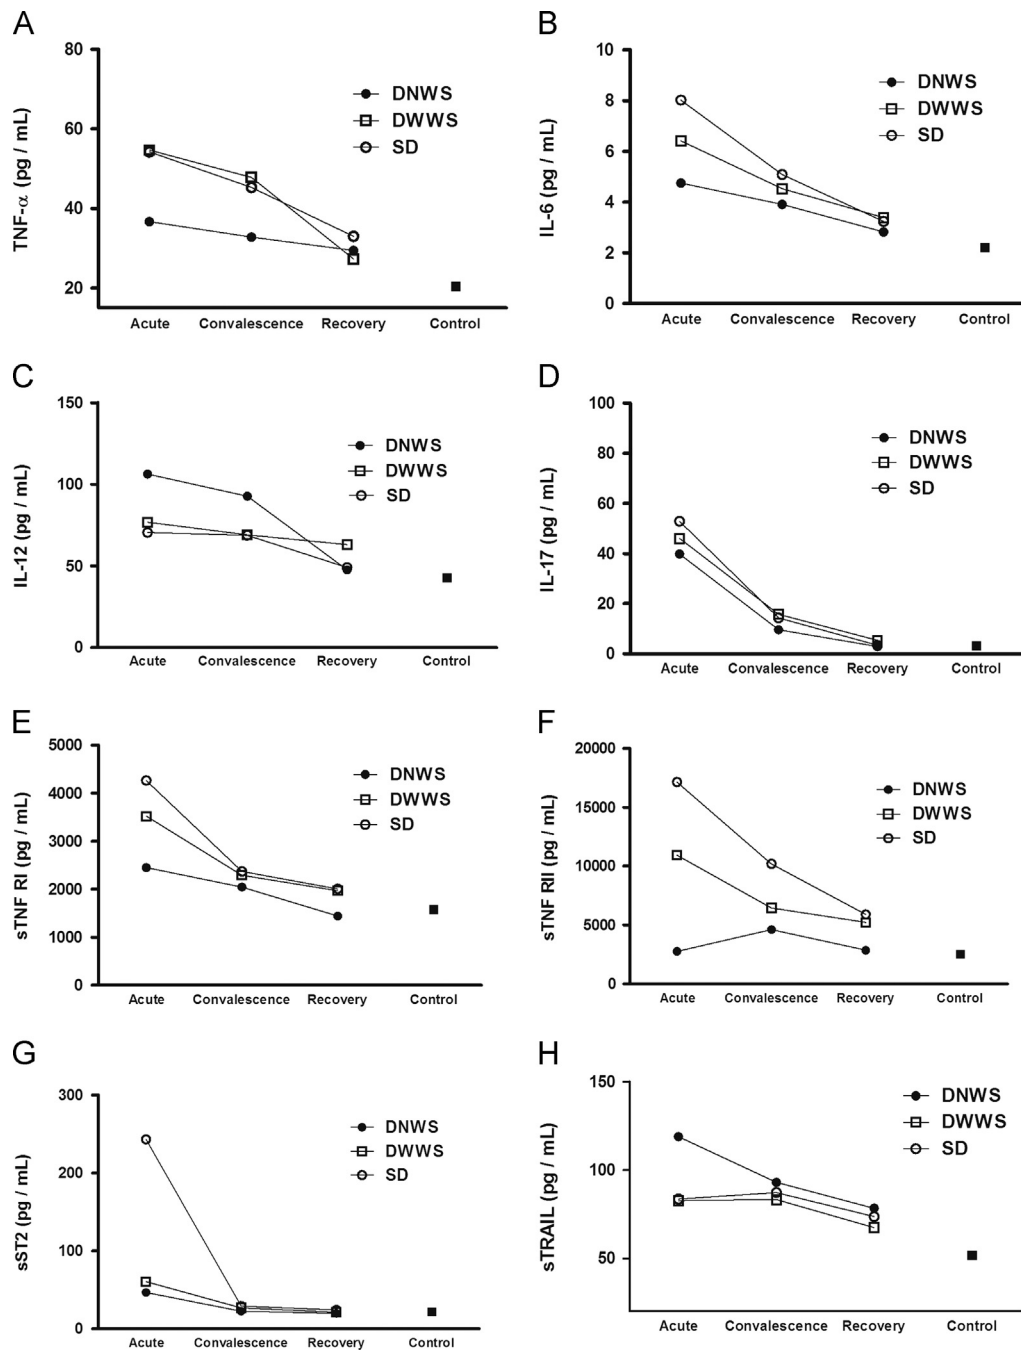 A
TNF-α (pg / mL)
80
60
40
20
DNWS
DWWS
SD
Acute Convalescence Recovery Control
B
IL-6 (pg / mL)
10
8
6
4
2
0
DNWS
DWWS
SD
Acute Convalescence Recovery Control
C
IL-12 (pg / mL)
150
100
50
0
DNWS
DWWS
SD
Acute Convalescence Recovery Control
D
IL-17 (pg / mL)
100
80
60
40
20
0
DNWS
DWWS
SD
Acute Convalescence Recovery Control
E
sTNF RI (pg / mL)
5000
4000
3000
2000
1000
0
DNWS
DWWS
SD
Acute Convalescence Recovery Control
F
sTNF RII (pg / mL)
20000
15000
10000
5000
0
DNWS
DWWS
SD
Acute Convalescence Recovery Control
G
sST2 (pg / mL)
300
200
100
0
DNWS
DWWS
SD
Acute Convalescence Recovery Control
H
sTRAIL (pg / mL)
150
100
50
DNWS
DWWS
SD
Acute Convalescence Recovery Control